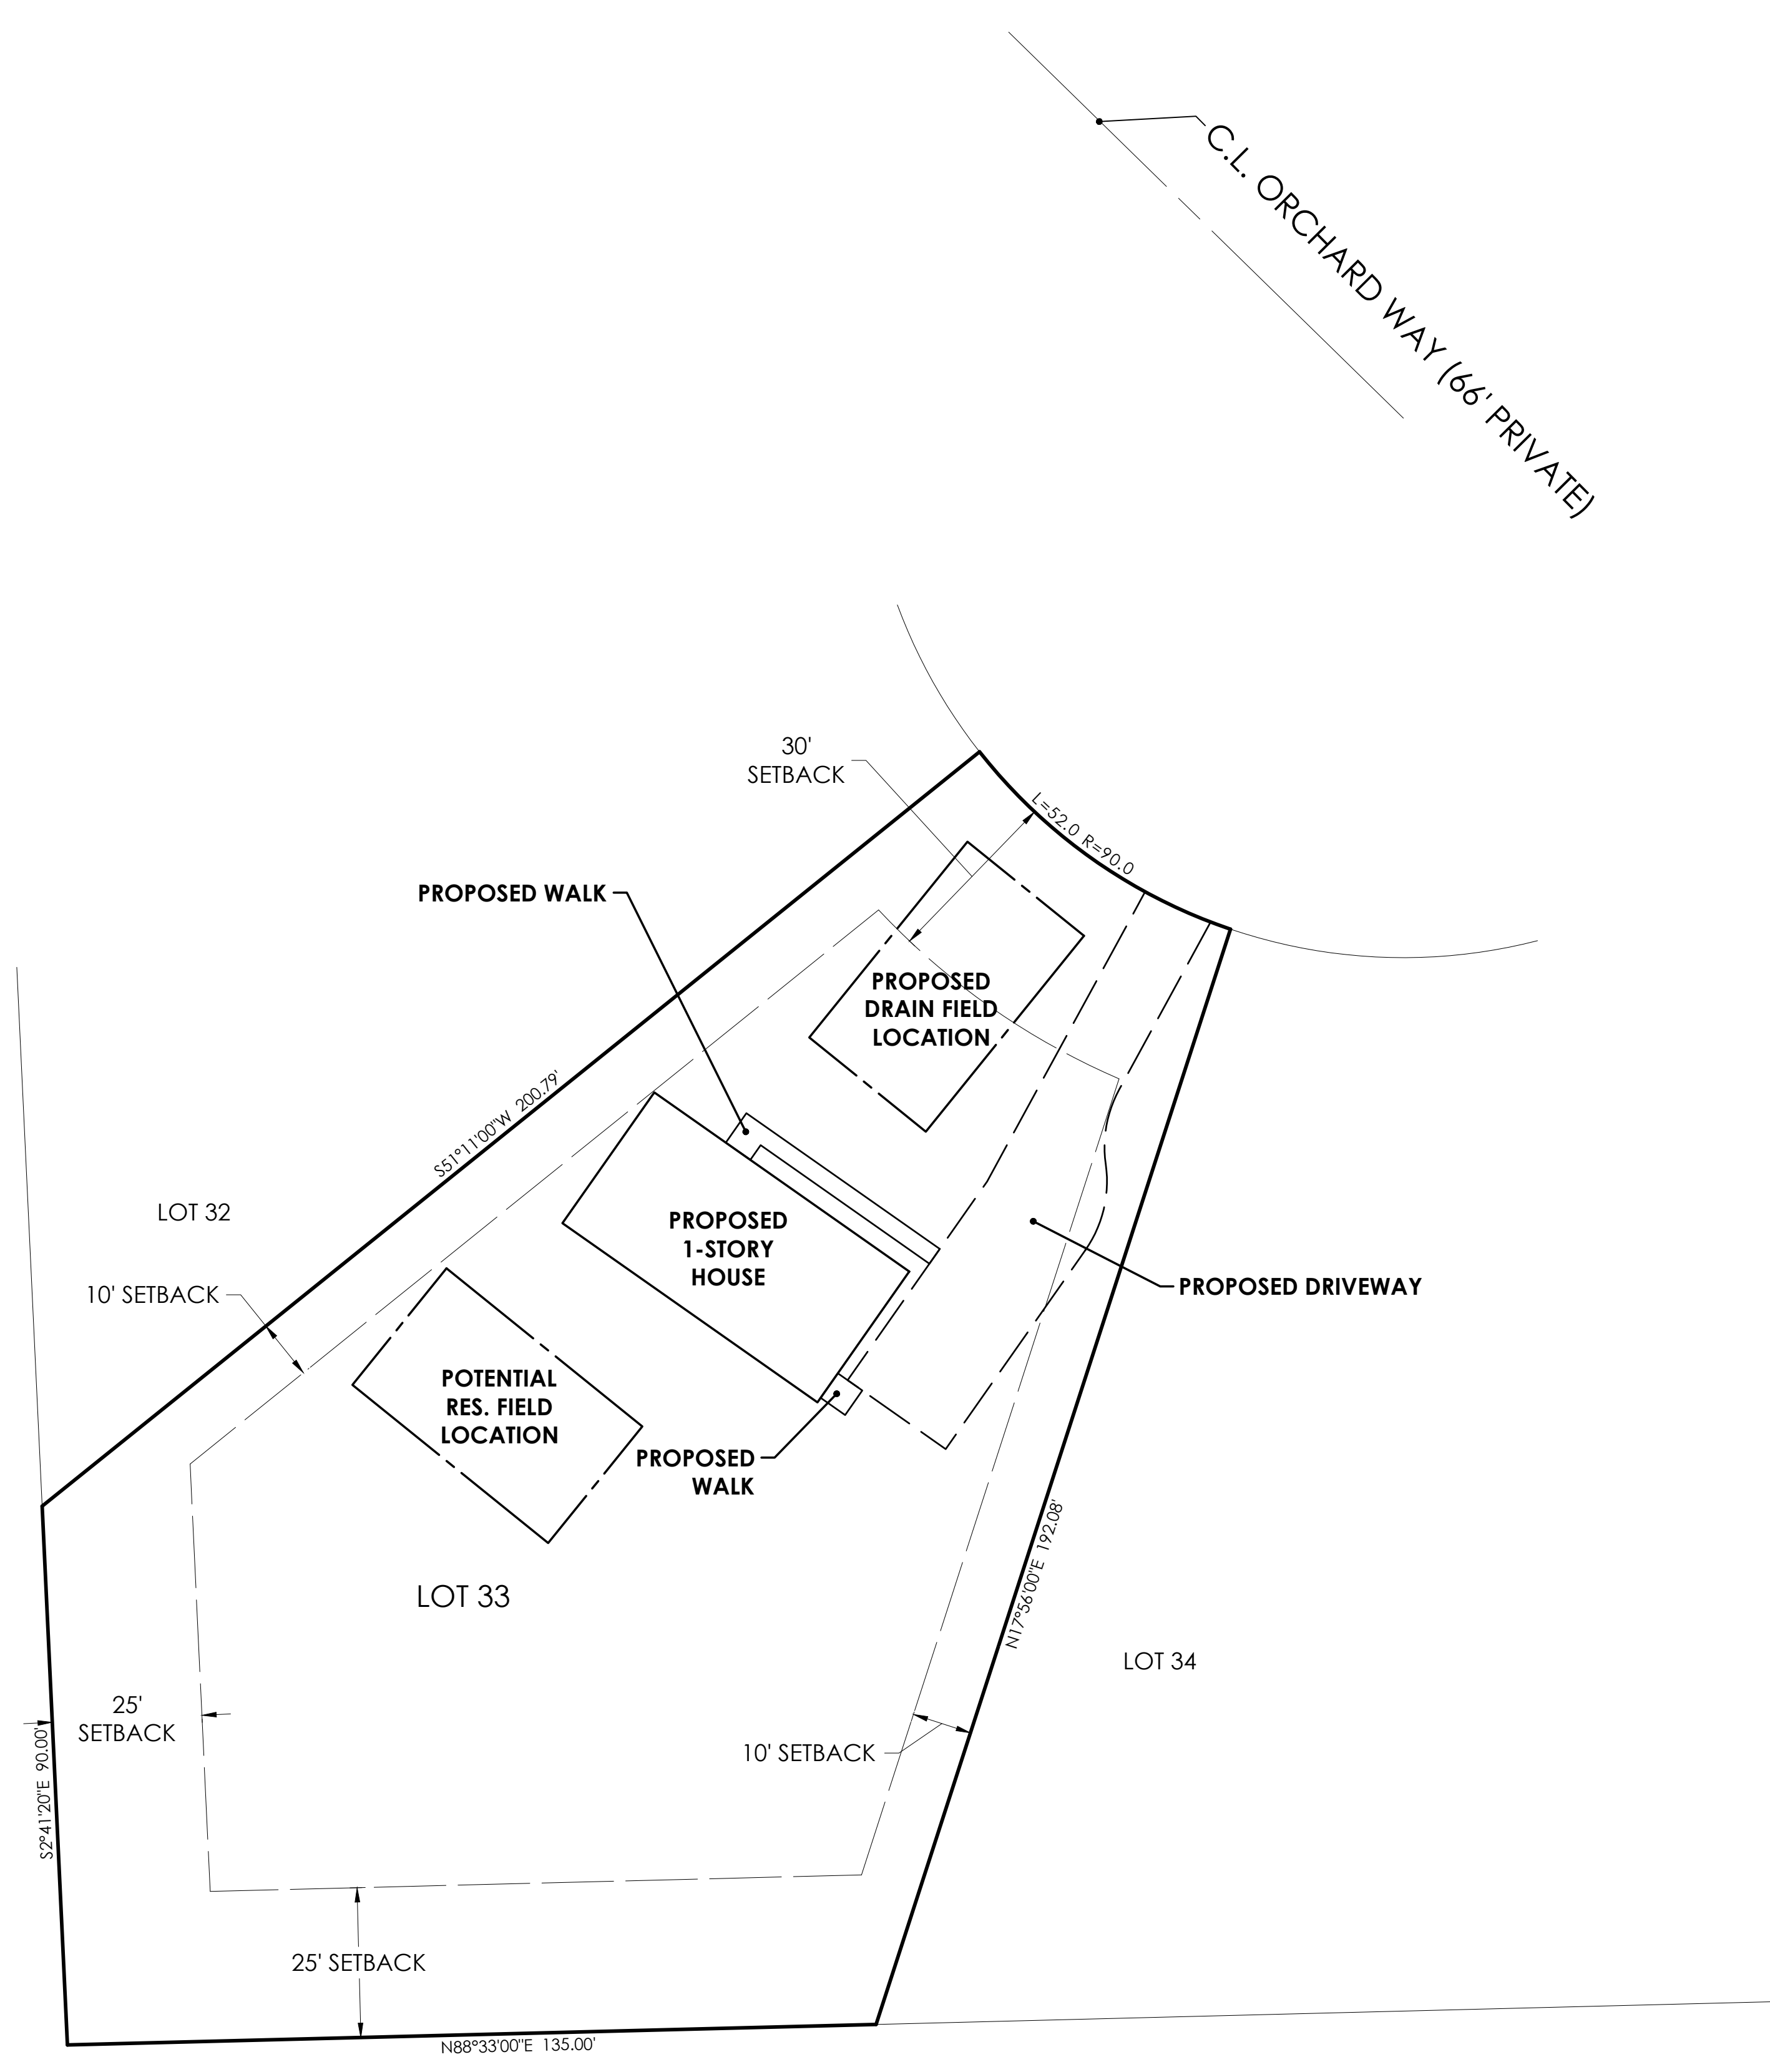 C.L. ORCHARD WAY (66' PRIVATE)
30'
SETBACK
L=52.0 R=90.0
PROPOSED WALK
PROPOSED
DRAIN FIELD
LOCATION
S51°11'00"W 200.79'
LOT 32
PROPOSED
1-STORY
HOUSE
10' SETBACK
PROPOSED DRIVEWAY
POTENTIAL
RES. FIELD
LOCATION
PROPOSED
WALK
N17°56'00"E 192.08'
LOT 33
LOT 34
25'
SETBACK
S2°41'20"E 90.00'
10' SETBACK
25' SETBACK
N88°33'00"E 135.00'